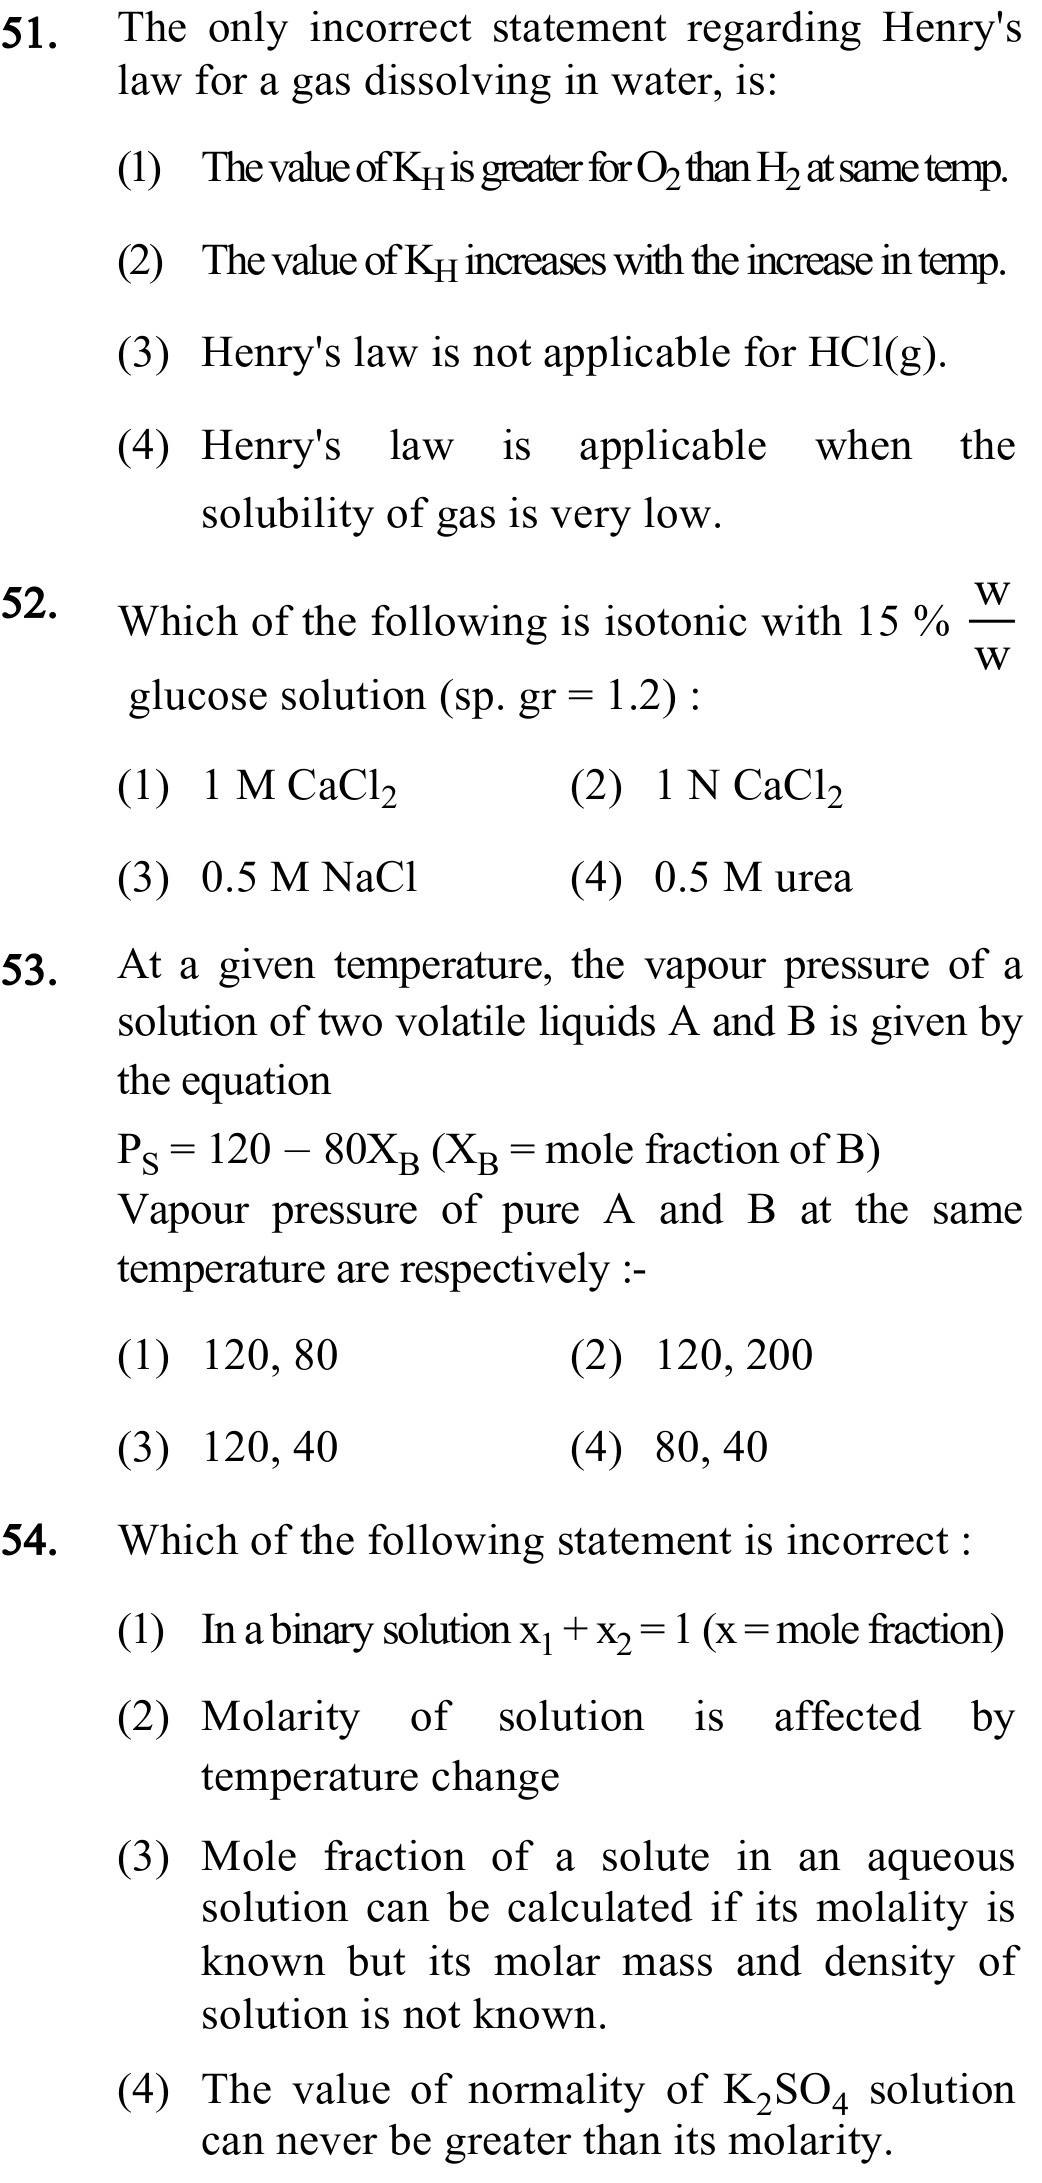 51. The only incorrect statement regarding Henry's
law for a gas dissolving in water, is:
(1) The value of K_H is greater for O₂ than H₂ at same temp.
(2) The value of K_H increases with the increase in temp.
(3) Henry's law is not applicable for HCl(g).
(4) Henry's law is applicable when the
solubility of gas is very low.
52. Which of the following is isotonic with 15 % w/w
glucose solution (sp. gr = 1.2) :
(1) 1 M CaCl₂ (2) 1 N CaCl₂
(3) 0.5 M NaCl (4) 0.5 M urea
53. At a given temperature, the vapour pressure of a
solution of two volatile liquids A and B is given by
the equation
P_S = 120 – 80X_B (X_B = mole fraction of B)
Vapour pressure of pure A and B at the same
temperature are respectively :-
(1) 120, 80 (2) 120, 200
(3) 120, 40 (4) 80, 40
54. Which of the following statement is incorrect :
(1) In a binary solution x₁ + x₂ = 1 (x = mole fraction)
(2) Molarity of solution is affected by
temperature change
(3) Mole fraction of a solute in an aqueous
solution can be calculated if its molality is
known but its molar mass and density of
solution is not known.
(4) The value of normality of K₂SO₄ solution
can never be greater than its molarity.